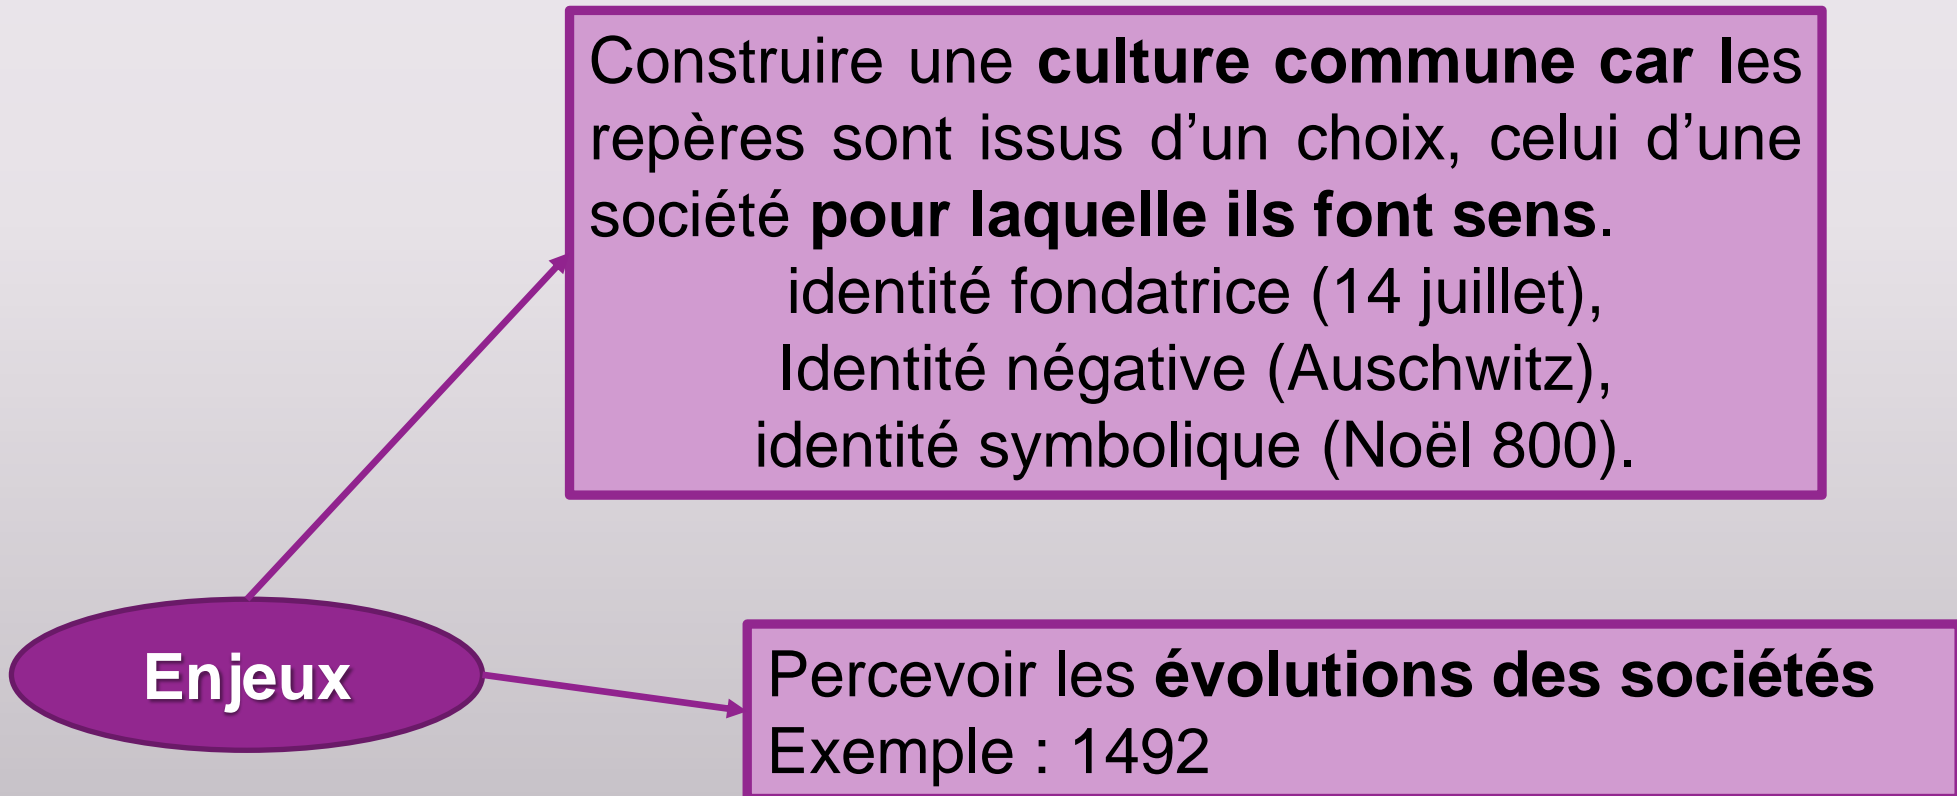 Construire une culture commune car les
repères sont issus d’un choix, celui d’une
société pour laquelle ils font sens.
identité fondatrice (14 juillet),
Identité négative (Auschwitz),
identité symbolique (Noël 800).
Enjeux
Percevoir les évolutions des sociétés
Exemple : 1492